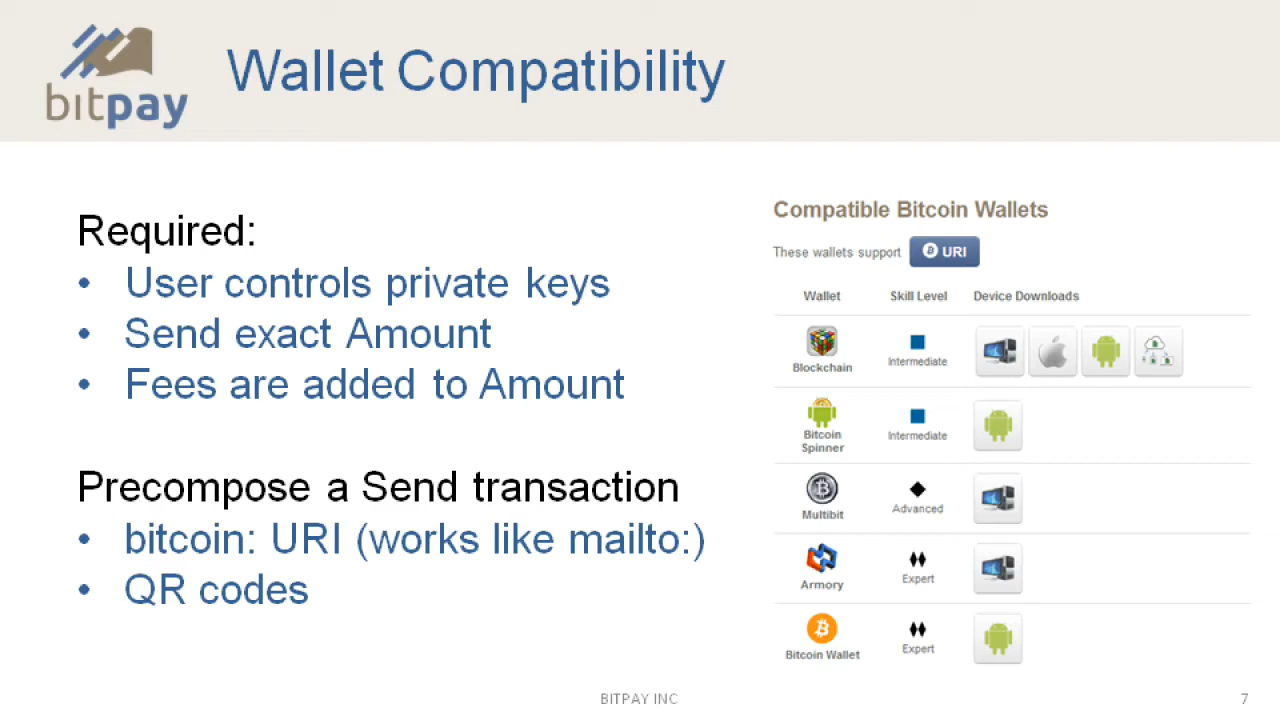 bitpay
Wallet Compatibility
Required:
• User controls private keys
• Send exact Amount
• Fees are added to Amount
Precompose a Send transaction
• bitcoin: URI (works like mailto:)
• QR codes
Compatible Bitcoin Wallets
These wallets support URI
Wallet Skill Level Device Downloads
Blockchain Intermediate
Bitcoin
Spinner
Intermediate
Multibit Advanced
Armory Expert
Bitcoin Wallet Expert
BITPAY INC
7